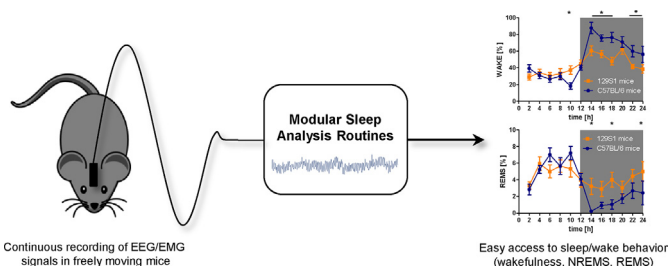 Continuous recording of EEG/EMG
signals in freely moving mice
Modular Sleep
Analysis Routines
* * *
WAKE [%]
100
80
60
40
20
0
129S1 mice
C57BL/6 mice
0 2 4 6 8 10 12 14 16 18 20 22 24
time [h]
* * *
REMS [%]
10
8
6
4
2
0
129S1 mice
C57BL/6 mice
0 2 4 6 8 10 12 14 16 18 20 22 24
time [h]
Easy access to sleep/wake behavior
(wakefulness, NREMS, REMS)